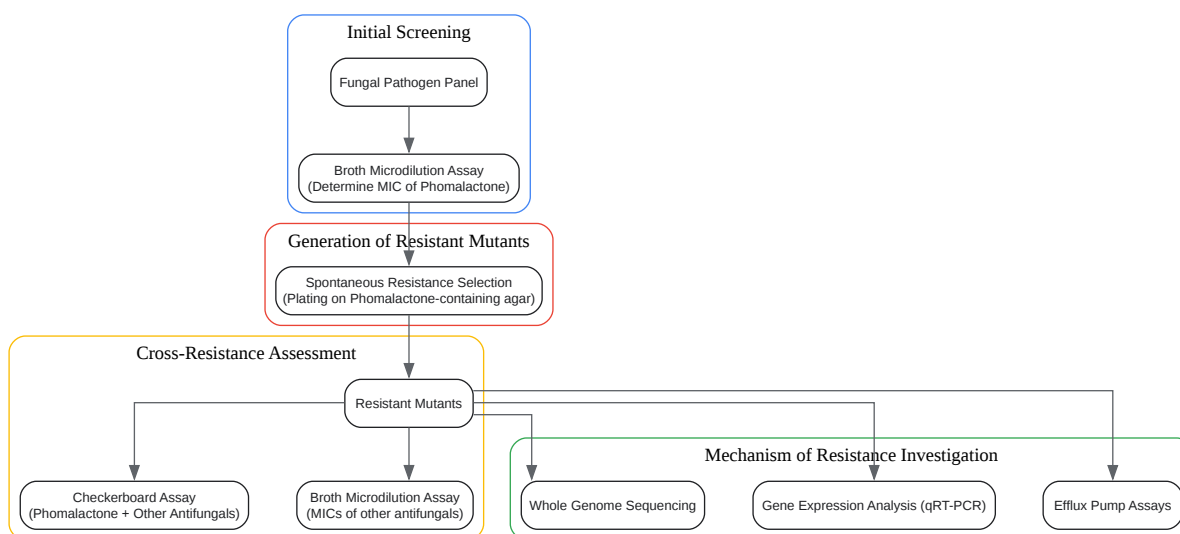 Initial Screening
Fungal Pathogen Panel
Broth Microdilution Assay
(Determine MIC of Phomalactone)
Generation of Resistant Mutants
Spontaneous Resistance Selection
(Plating on Phomalactone-containing agar)
Cross-Resistance Assessment
Resistant Mutants
Mechanism of Resistance Investigation
Checkerboard Assay
(Phomalactone + Other Antifungals)
Broth Microdilution Assay
(MICs of other antifungals)
Whole Genome Sequencing
Gene Expression Analysis (qRT-PCR)
Efflux Pump Assays